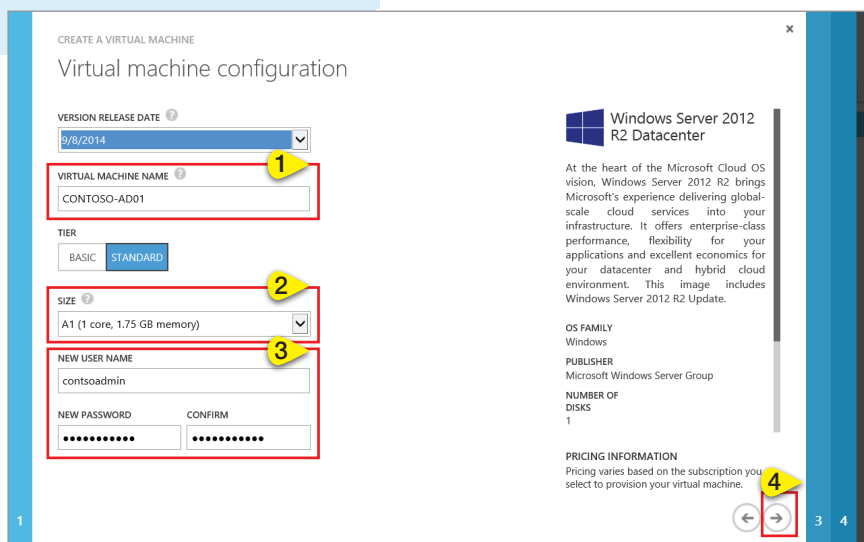 CREATE A VIRTUAL MACHINE
×
Virtual machine configuration
VERSION RELEASE DATE ?
9/8/2014
1
VIRTUAL MACHINE NAME ?
CONTOSO-AD01
TIER
BASIC STANDARD
2
SIZE ?
A1 (1 core, 1.75 GB memory)
3
NEW USER NAME
contsoadmin
NEW PASSWORD CONFIRM
●●●●●●●●●●● ●●●●●●●●●●●
Windows Server 2012
R2 Datacenter
At the heart of the Microsoft Cloud OS
vision, Windows Server 2012 R2 brings
Microsoft's experience delivering global-
scale cloud services into your
infrastructure. It offers enterprise-class
performance, flexibility for your
applications and excellent economics for
your datacenter and hybrid cloud
environment. This image includes
Windows Server 2012 R2 Update.
OS FAMILY
Windows
PUBLISHER
Microsoft Windows Server Group
NUMBER OF
DISKS
1
PRICING INFORMATION
Pricing varies based on the subscription you
select to provision your virtual machine.
4
1
3 4